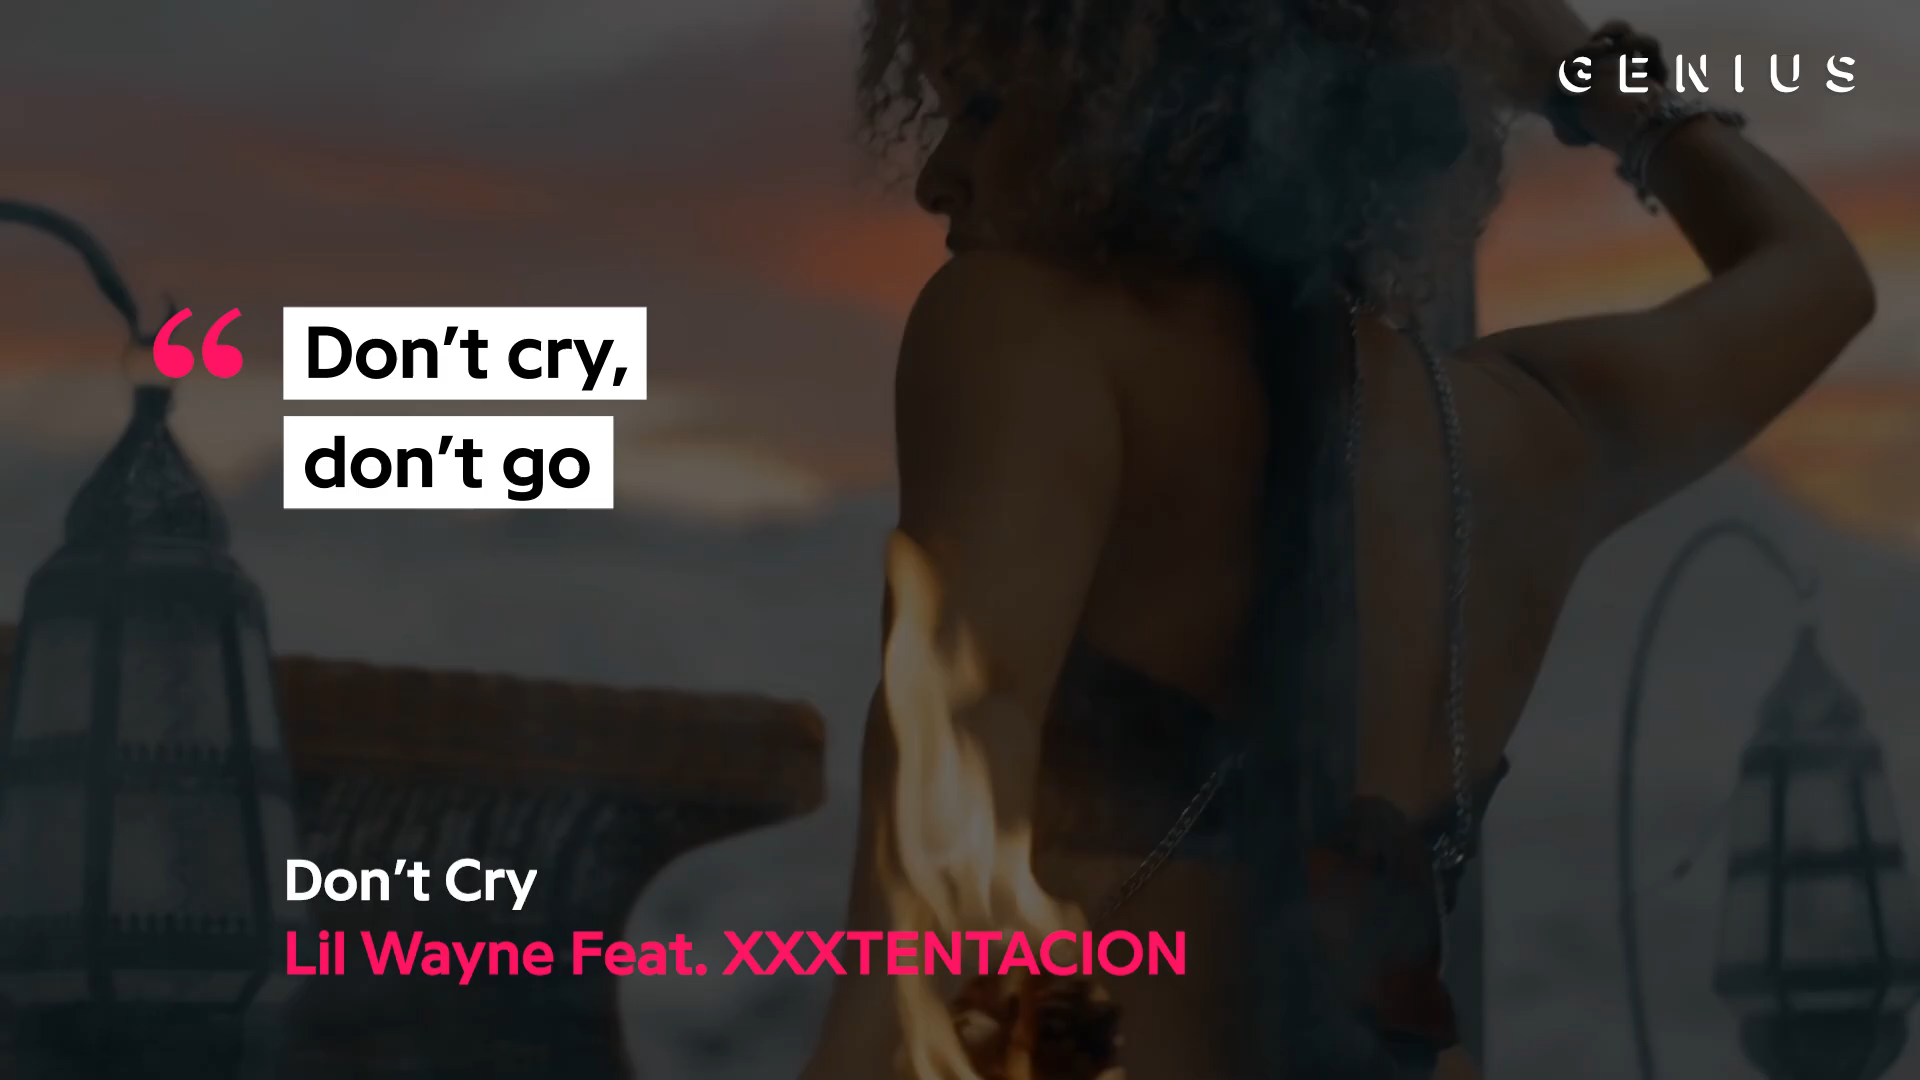 GENIUS
“ Don’t cry,
don’t go
Don’t Cry
Lil Wayne Feat. XXXTENTACION